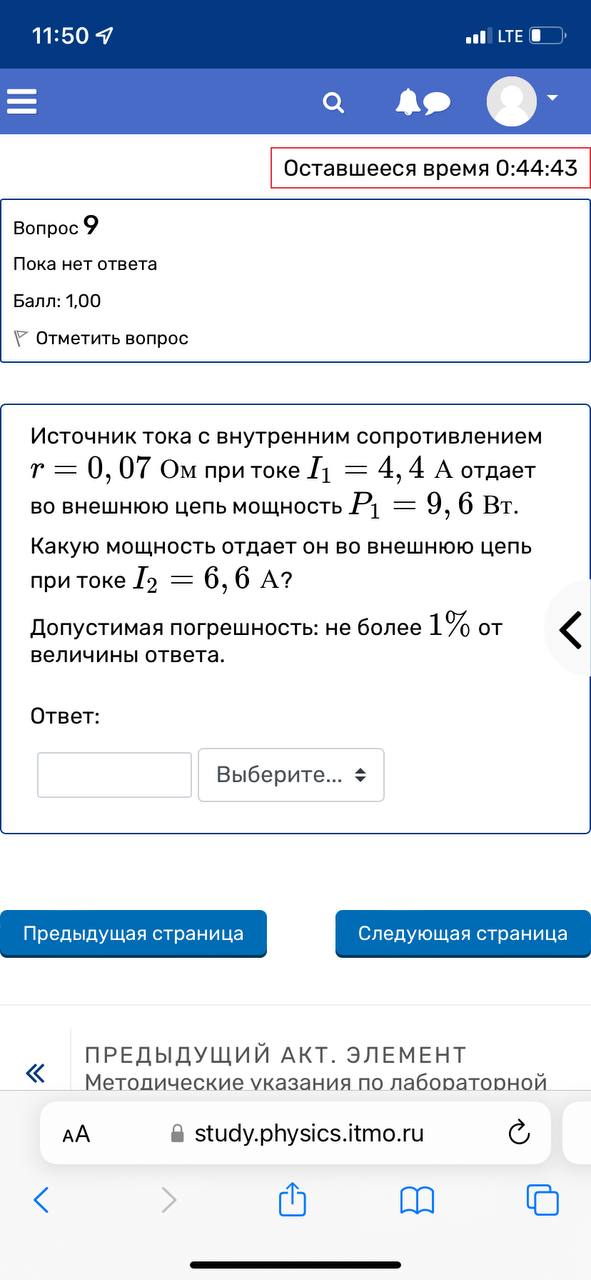 11:50
LTE
Оставшееся время 0:44:43
Вопрос 9
Пока нет ответа
Балл: 1,00
Отметить вопрос
Источник тока с внутренним сопротивлением
r = 0, 07 Ом при токе I₁ = 4, 4 А отдает
во внешнюю цепь мощность P₁ = 9, 6 Вт.
Какую мощность отдает он во внешнюю цепь
при токе I₂ = 6, 6 А?
Допустимая погрешность: не более 1% от
величины ответа.
Ответ:
Выберите...
Предыдущая страница
Следующая страница
ПРЕДЫДУЩИЙ АКТ. ЭЛЕМЕНТ
Методические указания по лабораторной
AA
study.physics.itmo.ru